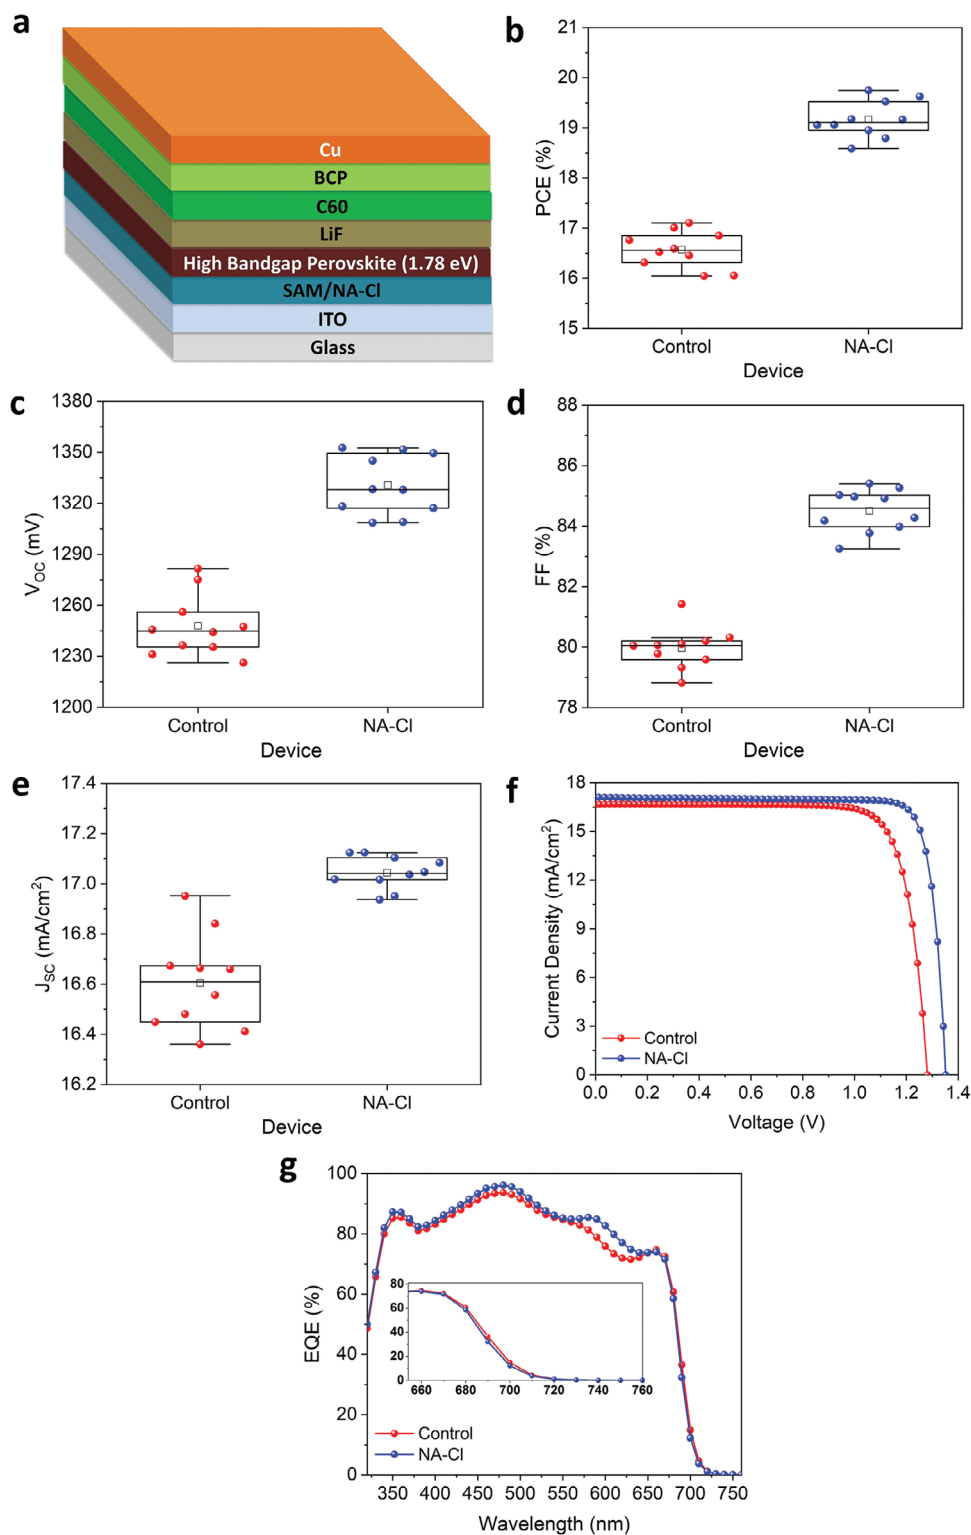 a
Cu
BCP
C60
LiF
High Bandgap Perovskite (1.78 eV)
SAM/NA-Cl
ITO
Glass
b
21
20
19
18
17
16
15
PCE (%)
Control
NA-Cl
Device
c
1380
1350
1320
1290
1260
1230
1200
VOC (mV)
Control
NA-Cl
Device
d
88
86
84
82
80
78
FF (%)
Control
NA-Cl
Device
e
17.4
17.2
17.0
16.8
16.6
16.4
16.2
JSC (mA/cm²)
Control
NA-Cl
Device
f
18
15
12
9
6
3
0
Current Density (mA/cm²)
Control
NA-Cl
0.0 0.2 0.4 0.6 0.8 1.0 1.2 1.4
Voltage (V)
g
100
80
60
40
20
0
EQE (%)
80
60
40
20
0
660 680 700 720 740 760
Control
NA-Cl
350 400 450 500 550 600 650 700 750
Wavelength (nm)